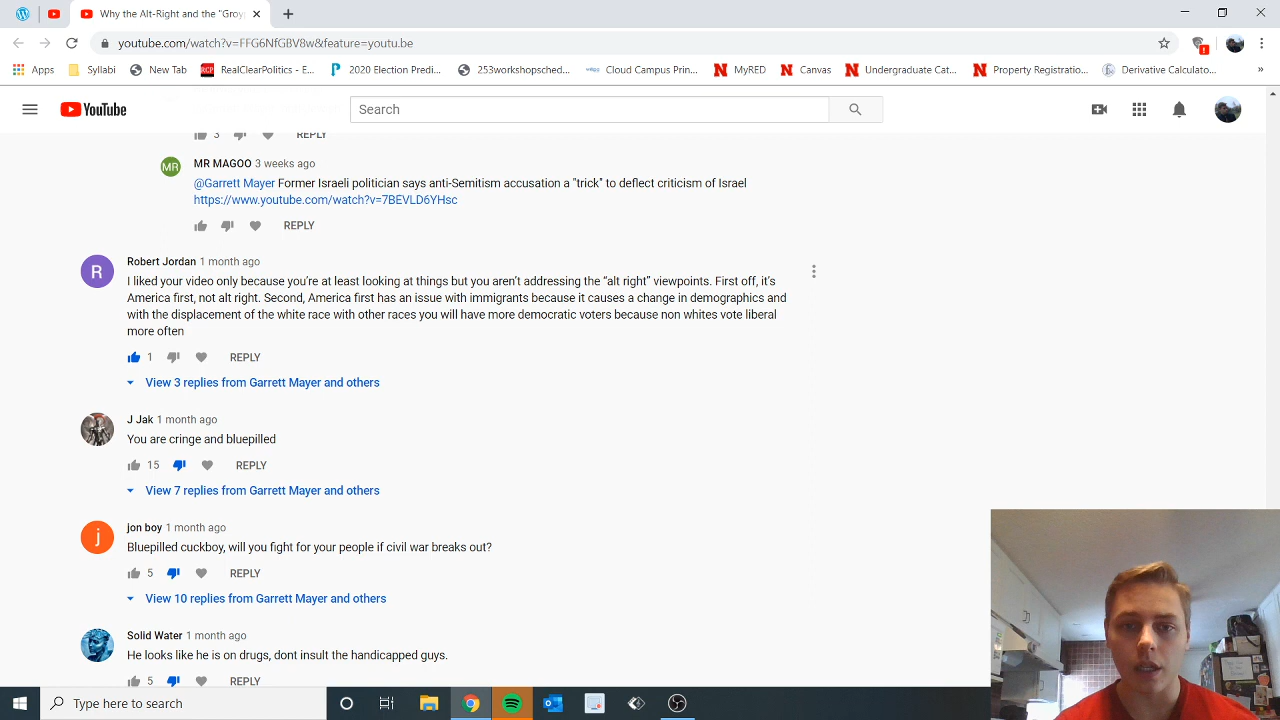 Why the Alt-Right and the "Groy
youtube.com/watch?v=FFG6NfGBV8w&feature=youtu.be
Apps Syllabi New Tab RCP RealClearPolitics - E... 2020 Election Predi... 253workshopsched... Cloud Campus Prin... MyRED Canvas Undergraduate Cat... Property Registratio... Derivative Calculato... »
YouTube Search
3 REPLY
MR MR MAGOO 3 weeks ago
@Garrett Mayer Former Israeli politician says anti-Semitism accusation a "trick" to deflect criticism of Israel
https://www.youtube.com/watch?v=7BEVLD6YHsc
REPLY
R Robert Jordan 1 month ago
I liked your video only because you're at least looking at things but you aren't addressing the “alt right” viewpoints. First off, it's
America first, not alt right. Second, America first has an issue with immigrants because it causes a change in demographics and
with the displacement of the white race with other races you will have more democratic voters because non whites vote liberal
more often
1 REPLY
View 3 replies from Garrett Mayer and others
J Jak 1 month ago
You are cringe and bluepilled
15 REPLY
View 7 replies from Garrett Mayer and others
j jon boy 1 month ago
Bluepilled cuckboy, will you fight for your people if civil war breaks out?
5 REPLY
View 10 replies from Garrett Mayer and others
Solid Water 1 month ago
He looks like he is on drugs, dont insult the handicapped guys.
5 REPLY
Type here to search